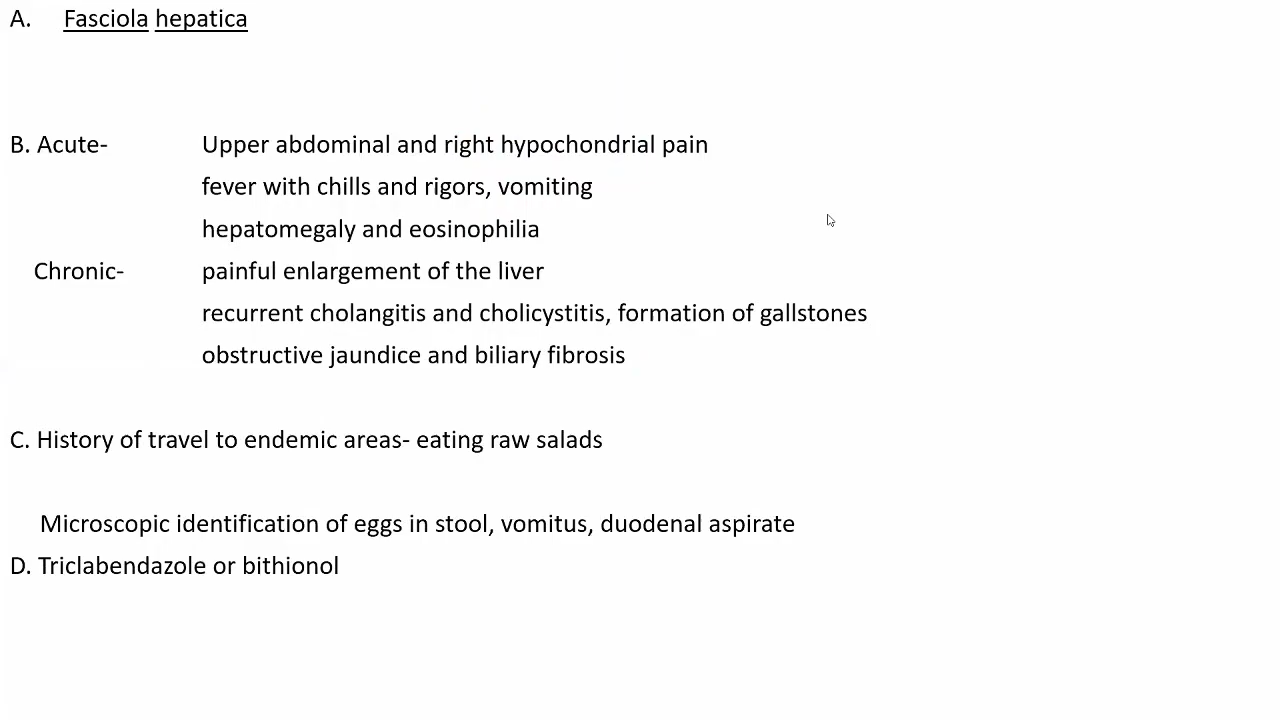 A. Fasciola hepatica
B. Acute- Upper abdominal and right hypochondrial pain
fever with chills and rigors, vomiting
hepatomegaly and eosinophilia
Chronic- painful enlargement of the liver
recurrent cholangitis and cholicystitis, formation of gallstones
obstructive jaundice and biliary fibrosis
C. History of travel to endemic areas- eating raw salads
Microscopic identification of eggs in stool, vomitus, duodenal aspirate
D. Triclabendazole or bithionol